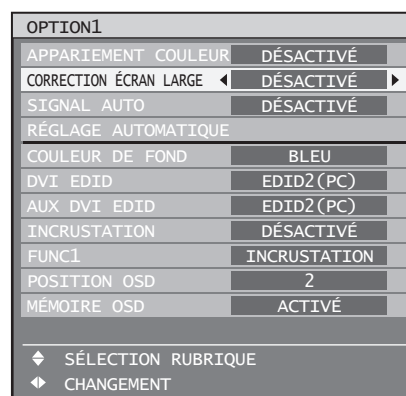 OPTION1
APPARIEMENT COULEUR DÉSACTIVÉ
CORRECTION ÉCRAN LARGE DÉSACTIVÉ
SIGNAL AUTO DÉSACTIVÉ
RÉGLAGE AUTOMATIQUE
COULEUR DE FOND BLEU
DVI EDID EDID2(PC)
AUX DVI EDID EDID2(PC)
INCRUSTATION DÉSACTIVÉ
FUNC1 INCRUSTATION
POSITION OSD 2
MÉMOIRE OSD ACTIVÉ
SÉLECTION RUBRIQUE
CHANGEMENT